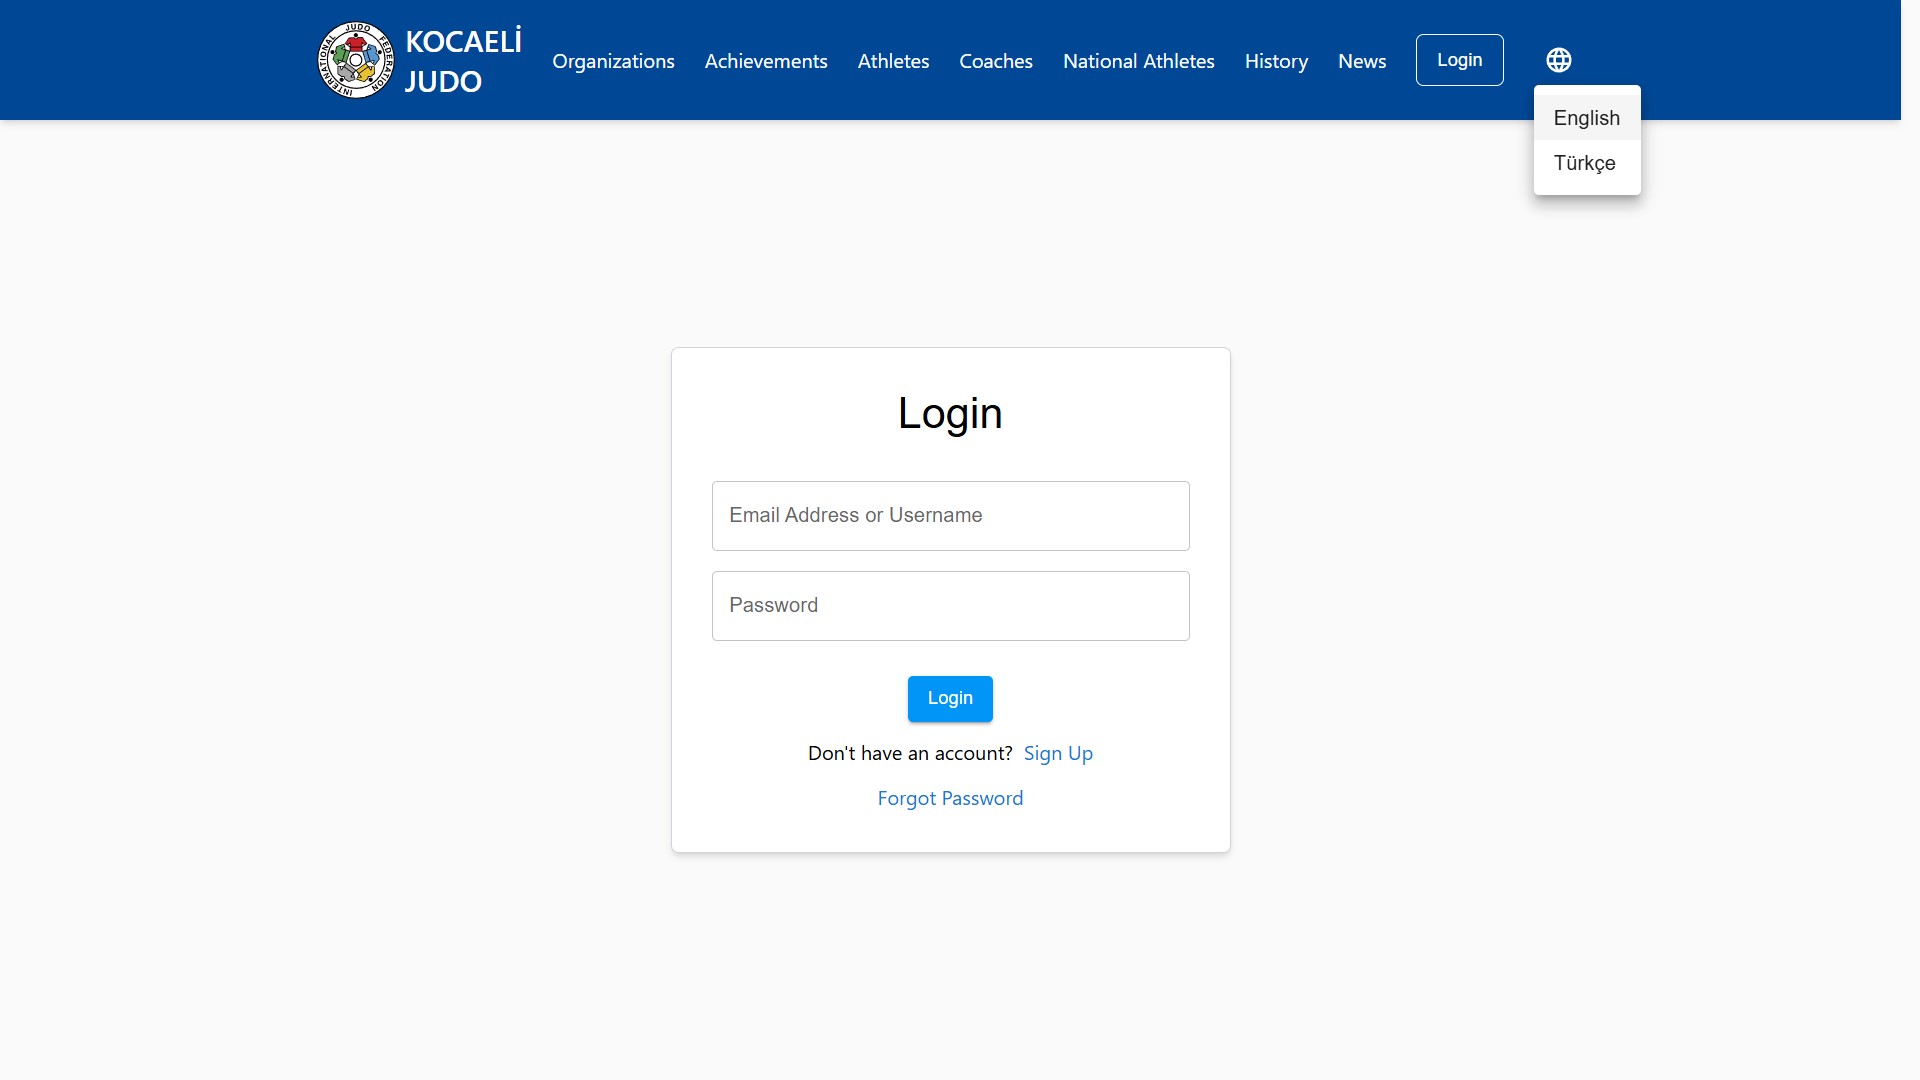 INTERNATIONAL JUDO FEDERATION
KOCAELİ
JUDO
Organizations
Achievements
Athletes
Coaches
National Athletes
History
News
Login
English
Türkçe
Login
Email Address or Username
Password
Login
Don't have an account? Sign Up
Forgot Password